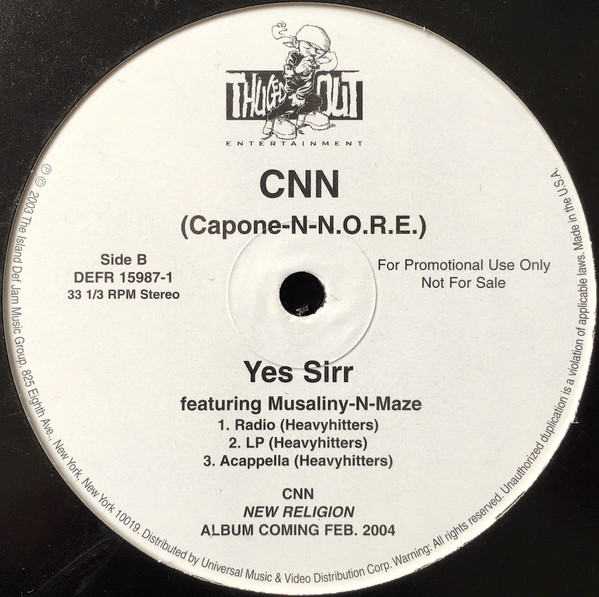 THUGED OUT
ENTERTAINMENT
CNN
(Capone-N-N.O.R.E.)
Side B
DEFR 15987-1
33 1/3 RPM Stereo
For Promotional Use Only
Not For Sale
Yes Sirr
featuring Musaliny-N-Maze
1. Radio (Heavyhitters)
2. LP (Heavyhitters)
3. Acappella (Heavyhitters)
CNN
NEW RELIGION
ALBUM COMING FEB. 2004
℗ © 2003 The Island Def Jam Music Group, 825 Eighth Ave., New York, New York 10019. Distributed by Universal Music & Video Distribution Corp. Warning: All rights reserved. Unauthorized duplication is a violation of applicable laws. Made in the U.S.A.